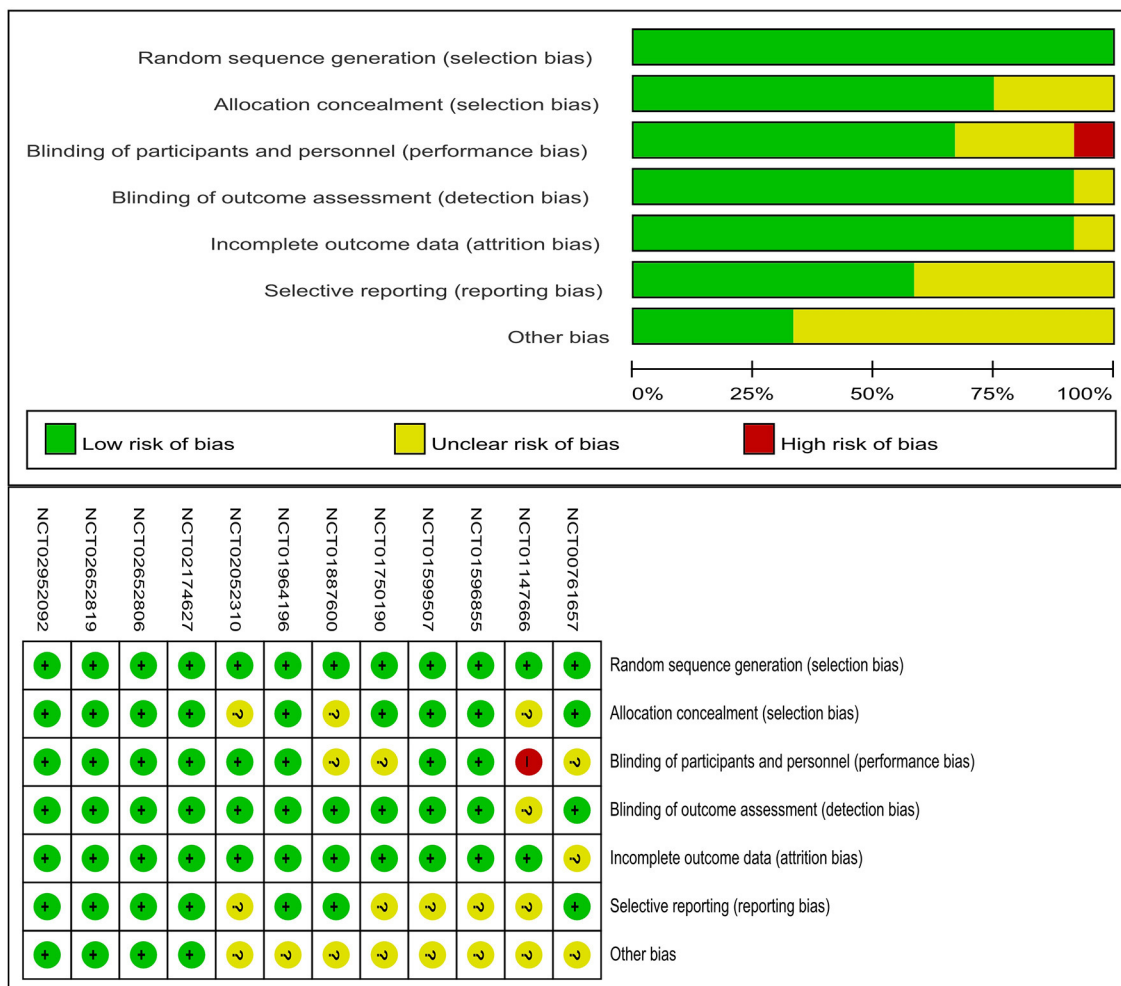 Random sequence generation (selection bias)
Allocation concealment (selection bias)
Blinding of participants and personnel (performance bias)
Blinding of outcome assessment (detection bias)
Incomplete outcome data (attrition bias)
Selective reporting (reporting bias)
Other bias
0% 25% 50% 75% 100%
Low risk of bias Unclear risk of bias High risk of bias
NCT02952092 NCT02652819 NCT02652806 NCT02174627 NCT02052310 NCT01964196 NCT01887600 NCT01750190 NCT01599507 NCT01596855 NCT01147666 NCT00761657
+ + + + + + + + + + + + Random sequence generation (selection bias)
+ + + + ? + ? + + + ? + Allocation concealment (selection bias)
+ + + + + + ? ? + + – ? Blinding of participants and personnel (performance bias)
+ + + + + + + + + + ? + Blinding of outcome assessment (detection bias)
+ + + + + + + + + + + ? Incomplete outcome data (attrition bias)
+ + + + ? + + ? ? ? ? + Selective reporting (reporting bias)
+ + + + ? ? ? ? ? ? ? ? Other bias